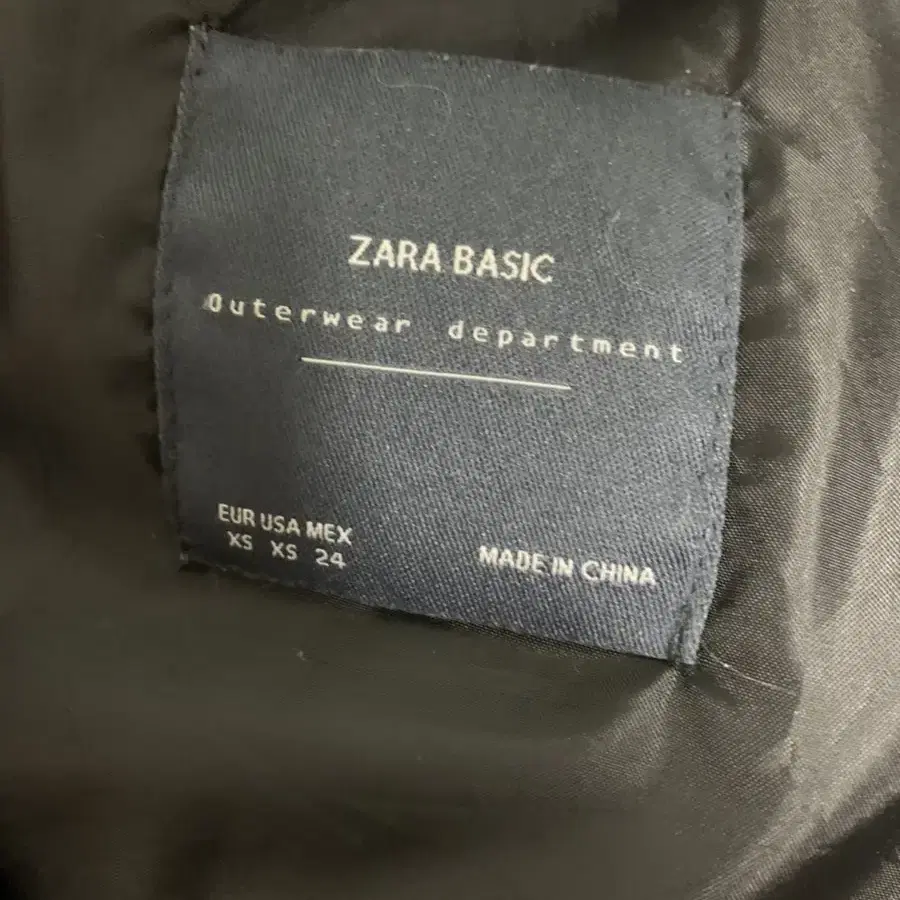 ZARA BASIC
Outerwear department
EUR USA MEX
XS XS 24
MADE IN CHINA